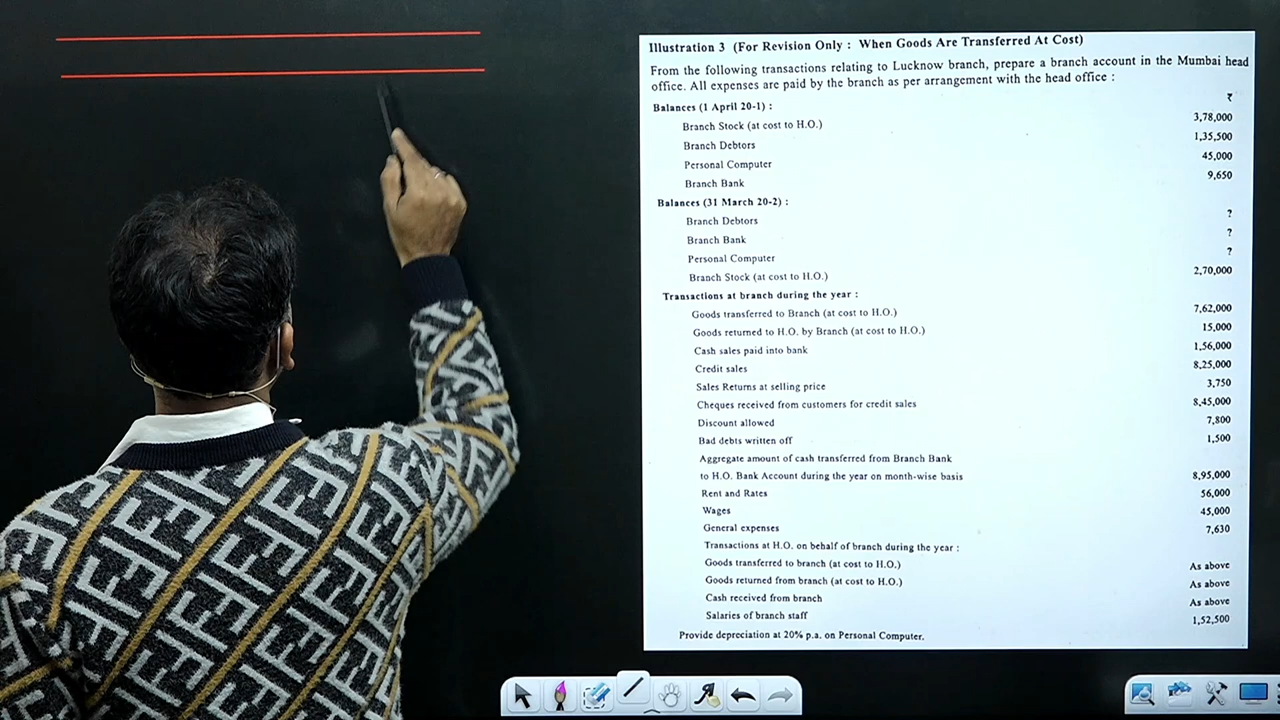 Illustration 3 (For Revision Only : When Goods Are Transferred At Cost)
From the following transactions relating to Lucknow branch, prepare a branch account in the Mumbai head
office. All expenses are paid by the branch as per arrangement with the head office :
₹
Balances (1 April 20-1) :
Branch Stock (at cost to H.O.) 3,78,000
Branch Debtors 1,35,500
Personal Computer 45,000
Branch Bank 9,650
Balances (31 March 20-2) :
Branch Debtors ?
Branch Bank ?
Personal Computer ?
Branch Stock (at cost to H.O.) 2,70,000
Transactions at branch during the year :
Goods transferred to Branch (at cost to H.O.) 7,62,000
Goods returned to H.O. by Branch (at cost to H.O.) 15,000
Cash sales paid into bank 1,56,000
Credit sales 8,25,000
Sales Returns at selling price 3,750
Cheques received from customers for credit sales 8,45,000
Discount allowed 7,800
Bad debts written off 1,500
Aggregate amount of cash transferred from Branch Bank
to H.O. Bank Account during the year on month-wise basis 8,95,000
Rent and Rates 56,000
Wages 45,000
General expenses 7,630
Transactions at H.O. on behalf of branch during the year :
Goods transferred to branch (at cost to H.O.) As above
Goods returned from branch (at cost to H.O.) As above
Cash received from branch As above
Salaries of branch staff 1,52,500
Provide depreciation at 20% p.a. on Personal Computer.